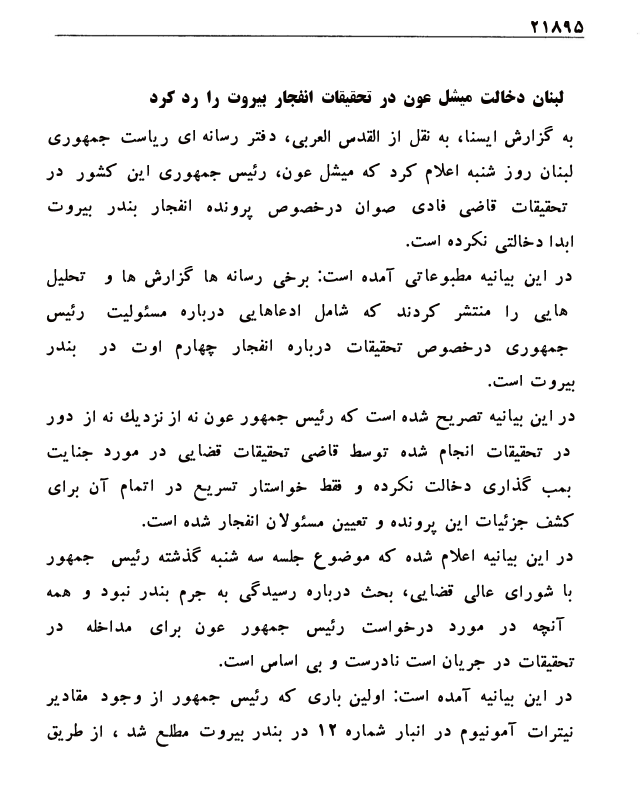 ۲۱۸۹۵
لبنان دخالت میشل عون در تحقیقات انفجار بیروت را رد کرد
به گزارش ایسنا، به نقل از القدس العربی، دفتر رسانه ای ریاست جمهوری
لبنان روز شنبه اعلام کرد که میشل عون، رئیس جمهوری این کشور در
تحقیقات قاضی فادی صوان درخصوص پرونده انفجار بندر بیروت
ابدا دخالتی نکرده است.
در این بیانیه مطبوعاتی آمده است: برخی رسانه ها گزارش ها و تحلیل
هایی را منتشر کردند که شامل ادعاهایی درباره مسئولیت رئیس
جمهوری درخصوص تحقیقات درباره انفجار چهارم اوت در بندر
بیروت است.
در این بیانیه تصریح شده است که رئیس جمهور عون نه از نزدیك نه از دور
در تحقیقات انجام شده توسط قاضی تحقیقات قضایی در مورد جنایت
بمب گذاری دخالت نکرده و فقط خواستار تسریع در اتمام آن برای
کشف جزئیات این پرونده و تعیین مسئولان انفجار شده است.
در این بیانیه اعلام شده که موضوع جلسه سه شنبه گذشته رئیس جمهور
با شورای عالی قضایی، بحث درباره رسیدگی به جرم بندر نبود و همه
آنچه در مورد درخواست رئیس جمهور عون برای مداخله در
تحقیقات در جریان است نادرست و بی اساس است.
در این بیانیه آمده است: اولین باری که رئیس جمهور از وجود مقادیر
نیترات آمونیوم در انبار شماره ۱۲ در بندر بیروت مطلع شد ، از طریق